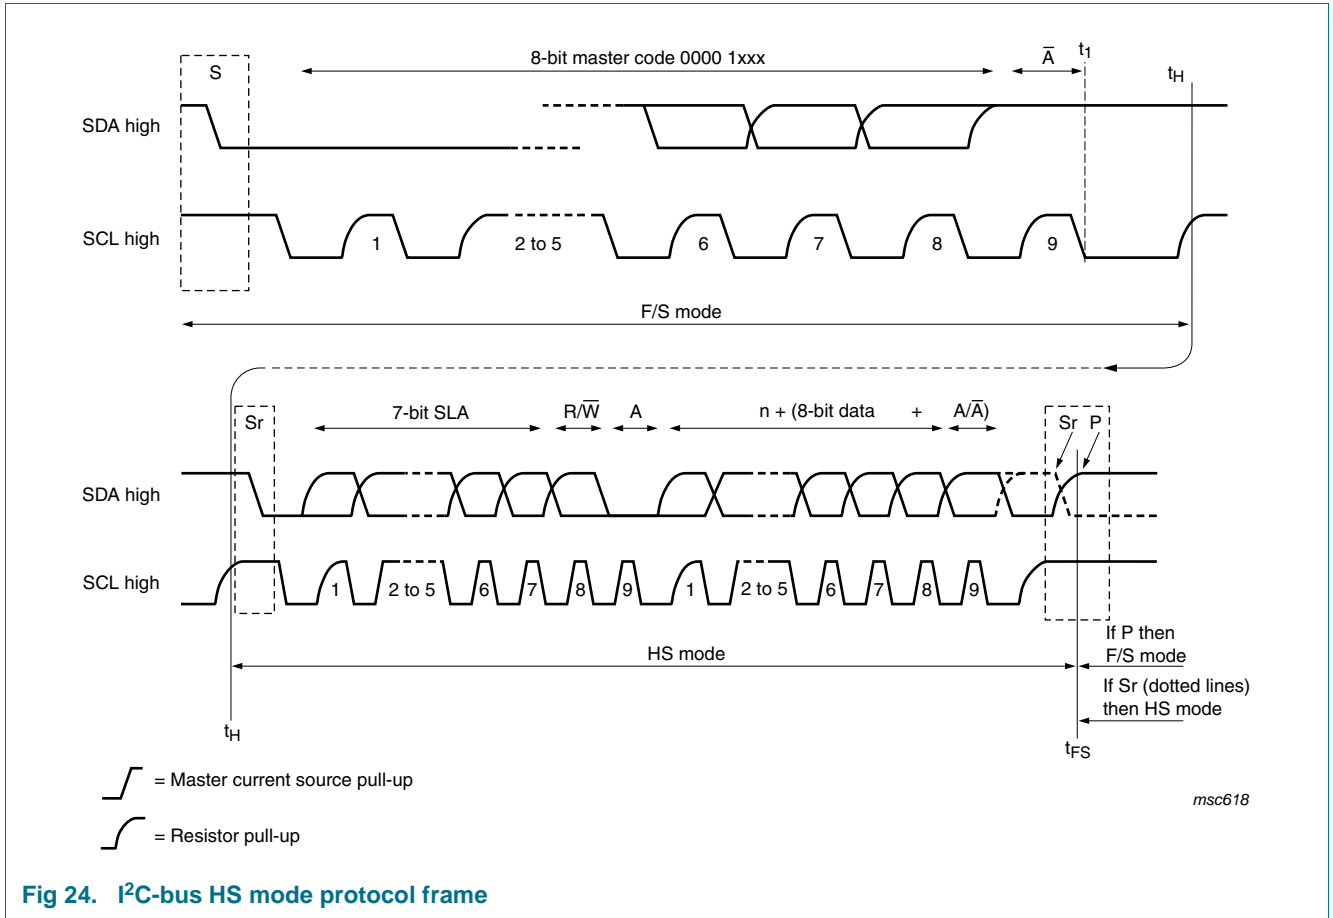 8-bit master code 0000 1xxx
A̅
t1
tH
S
SDA high
SCL high
1
2 to 5
6
7
8
9
F/S mode
Sr
7-bit SLA
R/W̅
A
n + (8-bit data + A/A̅)
Sr P
SDA high
SCL high
1
2 to 5
6
7
8
9
1
2 to 5
6
7
8
9
If P then
F/S mode
HS mode
If Sr (dotted lines)
then HS mode
tH
tFS
= Master current source pull-up
msc618
= Resistor pull-up
Fig 24. I²C-bus HS mode protocol frame